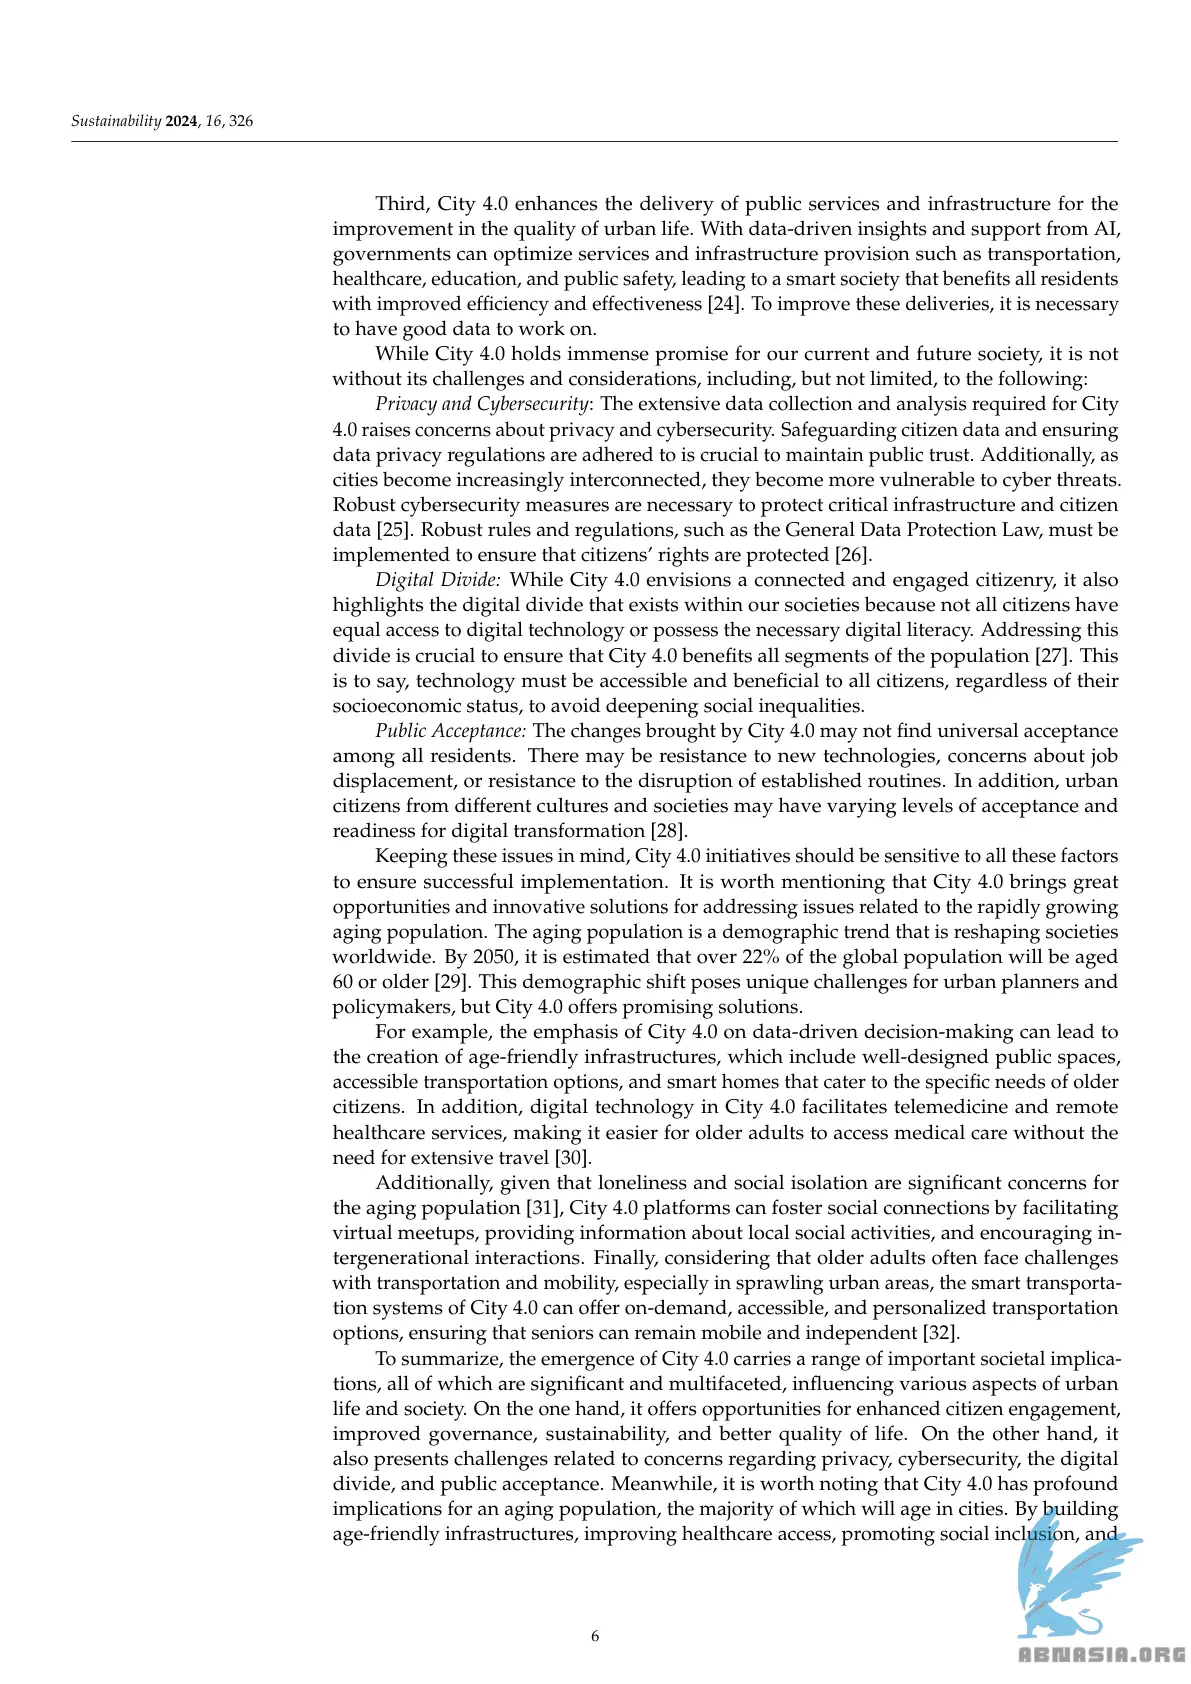 Sustainability 2024, 16, 326
Third, City 4.0 enhances the delivery of public services and infrastructure for the
improvement in the quality of urban life. With data-driven insights and support from AI,
governments can optimize services and infrastructure provision such as transportation,
healthcare, education, and public safety, leading to a smart society that benefits all residents
with improved efficiency and effectiveness [24]. To improve these deliveries, it is necessary
to have good data to work on.
While City 4.0 holds immense promise for our current and future society, it is not
without its challenges and considerations, including, but not limited, to the following:
Privacy and Cybersecurity: The extensive data collection and analysis required for City
4.0 raises concerns about privacy and cybersecurity. Safeguarding citizen data and ensuring
data privacy regulations are adhered to is crucial to maintain public trust. Additionally, as
cities become increasingly interconnected, they become more vulnerable to cyber threats.
Robust cybersecurity measures are necessary to protect critical infrastructure and citizen
data [25]. Robust rules and regulations, such as the General Data Protection Law, must be
implemented to ensure that citizens’ rights are protected [26].
Digital Divide: While City 4.0 envisions a connected and engaged citizenry, it also
highlights the digital divide that exists within our societies because not all citizens have
equal access to digital technology or possess the necessary digital literacy. Addressing this
divide is crucial to ensure that City 4.0 benefits all segments of the population [27]. This
is to say, technology must be accessible and beneficial to all citizens, regardless of their
socioeconomic status, to avoid deepening social inequalities.
Public Acceptance: The changes brought by City 4.0 may not find universal acceptance
among all residents. There may be resistance to new technologies, concerns about job
displacement, or resistance to the disruption of established routines. In addition, urban
citizens from different cultures and societies may have varying levels of acceptance and
readiness for digital transformation [28].
Keeping these issues in mind, City 4.0 initiatives should be sensitive to all these factors
to ensure successful implementation. It is worth mentioning that City 4.0 brings great
opportunities and innovative solutions for addressing issues related to the rapidly growing
aging population. The aging population is a demographic trend that is reshaping societies
worldwide. By 2050, it is estimated that over 22% of the global population will be aged
60 or older [29]. This demographic shift poses unique challenges for urban planners and
policymakers, but City 4.0 offers promising solutions.
For example, the emphasis of City 4.0 on data-driven decision-making can lead to
the creation of age-friendly infrastructures, which include well-designed public spaces,
accessible transportation options, and smart homes that cater to the specific needs of older
citizens. In addition, digital technology in City 4.0 facilitates telemedicine and remote
healthcare services, making it easier for older adults to access medical care without the
need for extensive travel [30].
Additionally, given that loneliness and social isolation are significant concerns for
the aging population [31], City 4.0 platforms can foster social connections by facilitating
virtual meetups, providing information about local social activities, and encouraging in-
tergenerational interactions. Finally, considering that older adults often face challenges
with transportation and mobility, especially in sprawling urban areas, the smart transporta-
tion systems of City 4.0 can offer on-demand, accessible, and personalized transportation
options, ensuring that seniors can remain mobile and independent [32].
To summarize, the emergence of City 4.0 carries a range of important societal implica-
tions, all of which are significant and multifaceted, influencing various aspects of urban
life and society. On the one hand, it offers opportunities for enhanced citizen engagement,
improved governance, sustainability, and better quality of life. On the other hand, it
also presents challenges related to concerns regarding privacy, cybersecurity, the digital
divide, and public acceptance. Meanwhile, it is worth noting that City 4.0 has profound
implications for an aging population, the majority of which will age in cities. By building
age-friendly infrastructures, improving healthcare access, promoting social inclusion, and
6
ABNASIA.ORG